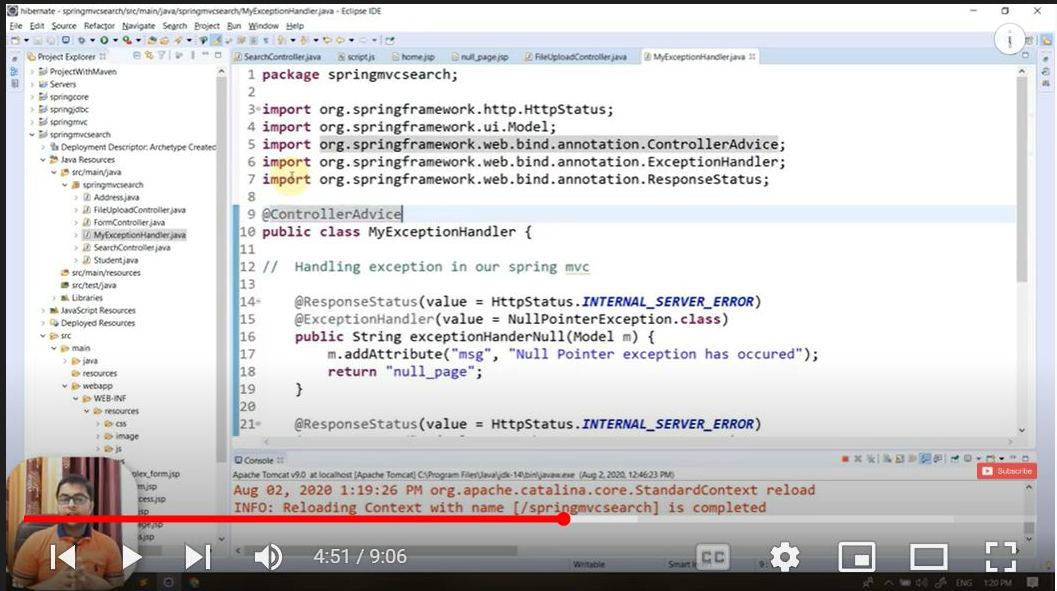 hibernate - springmvcsearch/src/main/java/springmvcsearch/MyExceptionHandler.java - Eclipse IDE
File Edit Source Refactor Navigate Search Project Run Window Help
Project Explorer
SearchController.java script.js home.jsp null_page.jsp FileUploadController.java MyExceptionHandler.java
ProjectWithMaven
Servers
springcore
springjdbc
springmvc
springmvcsearch
Deployment Descriptor: Archetype Created
Java Resources
src/main/java
springmvcsearch
Address.java
FileUploadController.java
FormController.java
MyExceptionHandler.java
SearchController.java
Student.java
src/main/resources
src/test/java
Libraries
JavaScript Resources
Deployed Resources
src
main
java
resources
webapp
WEB-INF
resources
css
image
js
1 package springmvcsearch;
2
3 import org.springframework.http.HttpStatus;
4 import org.springframework.ui.Model;
5 import org.springframework.web.bind.annotation.ControllerAdvice;
6 import org.springframework.web.bind.annotation.ExceptionHandler;
7 import org.springframework.web.bind.annotation.ResponseStatus;
8
9 @ControllerAdvice
10 public class MyExceptionHandler {
11
12 // Handling exception in our spring mvc
13
14 @ResponseStatus(value = HttpStatus.INTERNAL_SERVER_ERROR)
15 @ExceptionHandler(value = NullPointerException.class)
16 public String exceptionHanderNull(Model m) {
17 m.addAttribute("msg", "Null Pointer exception has occured");
18 return "null_page";
19 }
20
21 @ResponseStatus(value = HttpStatus.INTERNAL_SERVER_ERROR)
Console
Subscribe
Apache Tomcat v9.0 at localhost [Apache Tomcat] C:\Program Files\Java\jdk-14\bin\javaw.exe (Aug 2, 2020, 12:46:23 PM)
Aug 02, 2020 1:19:26 PM org.apache.catalina.core.StandardContext reload
INFO: Reloading Context with name [/springmvcsearch] is completed
4:51 / 9:06
CC
Writable
ENG 1:20 PM